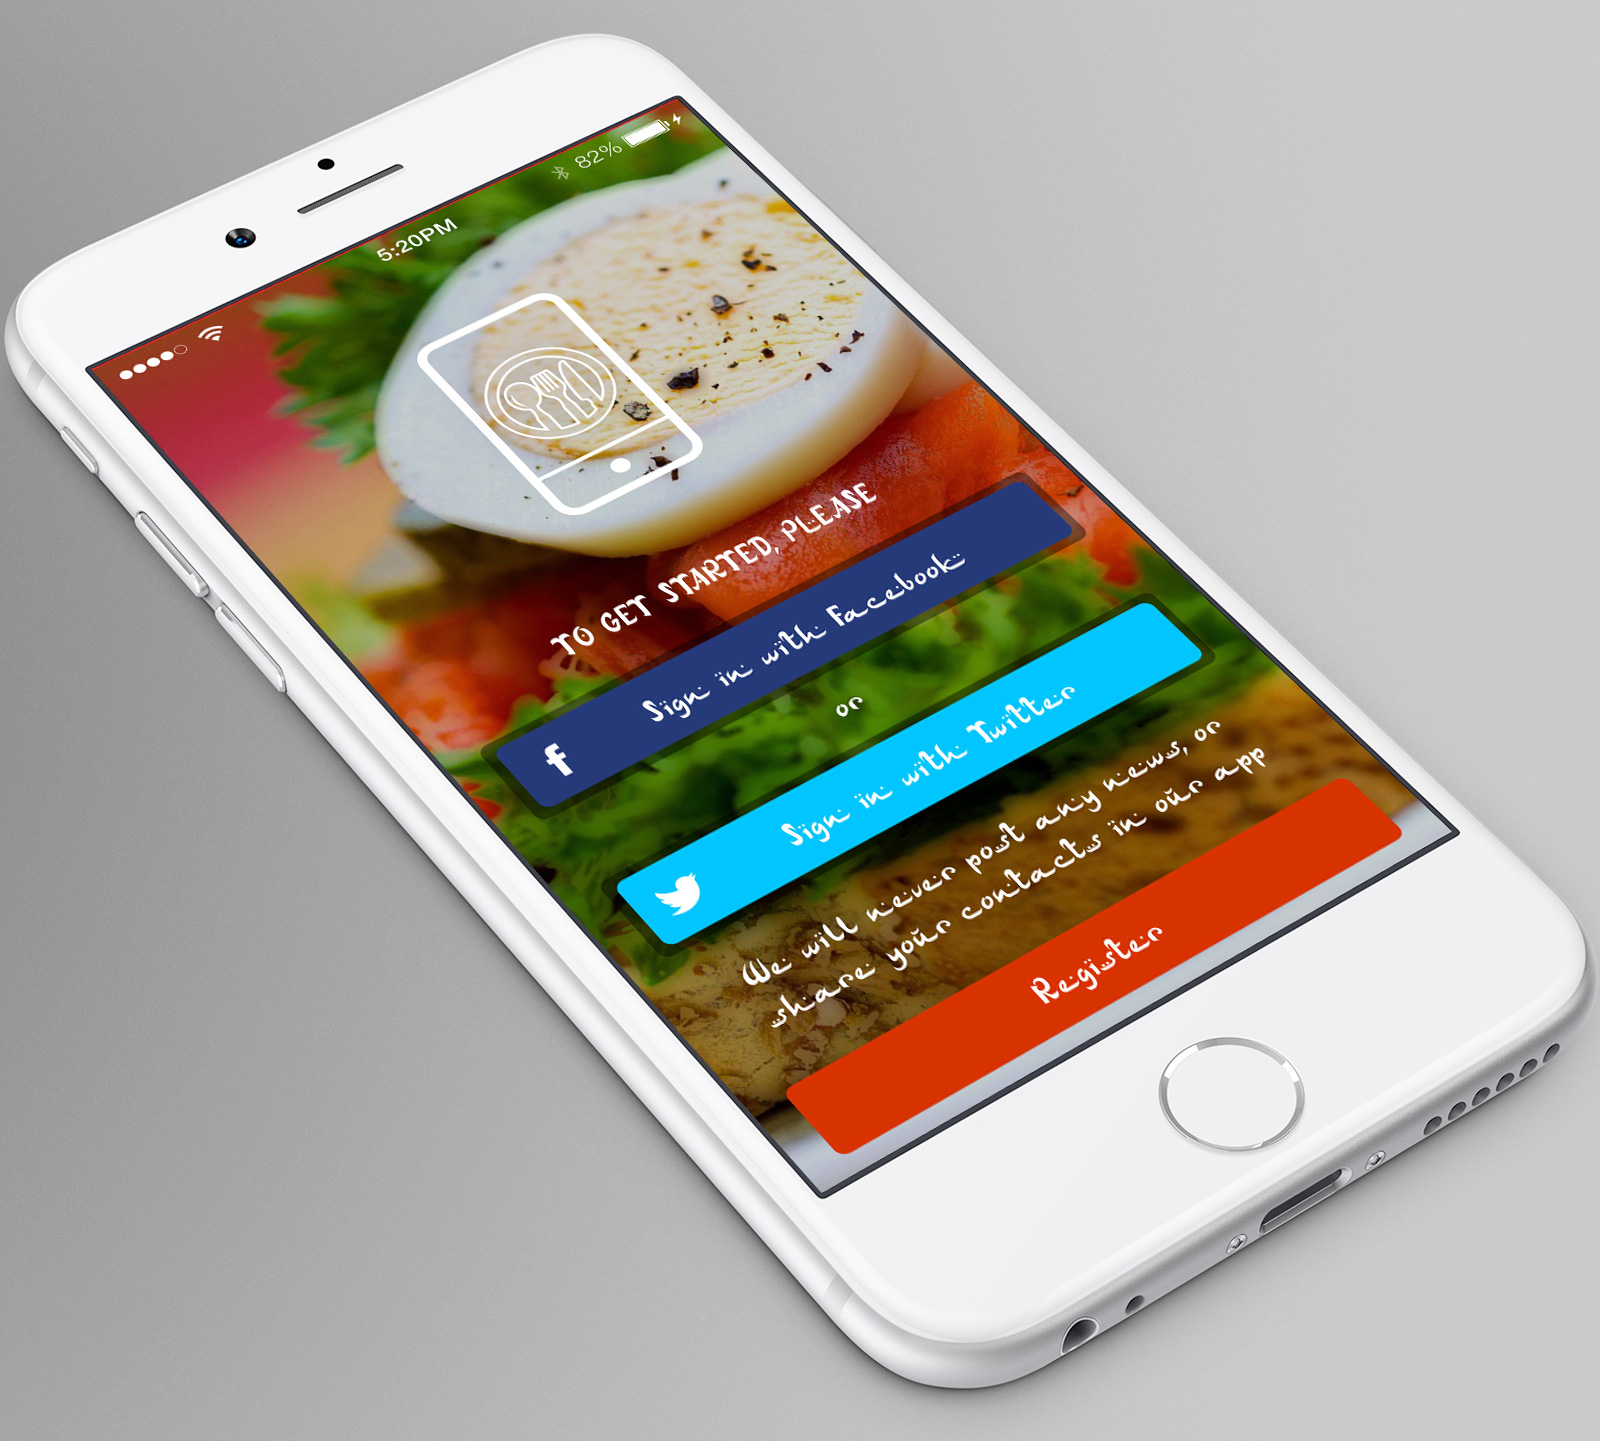 5:20PM
82%
TO GET STARTED, PLEASE
Sign in with Facebook
or
Sign in with Twitter
We will never post any news, or
share your contacts in our app
Register